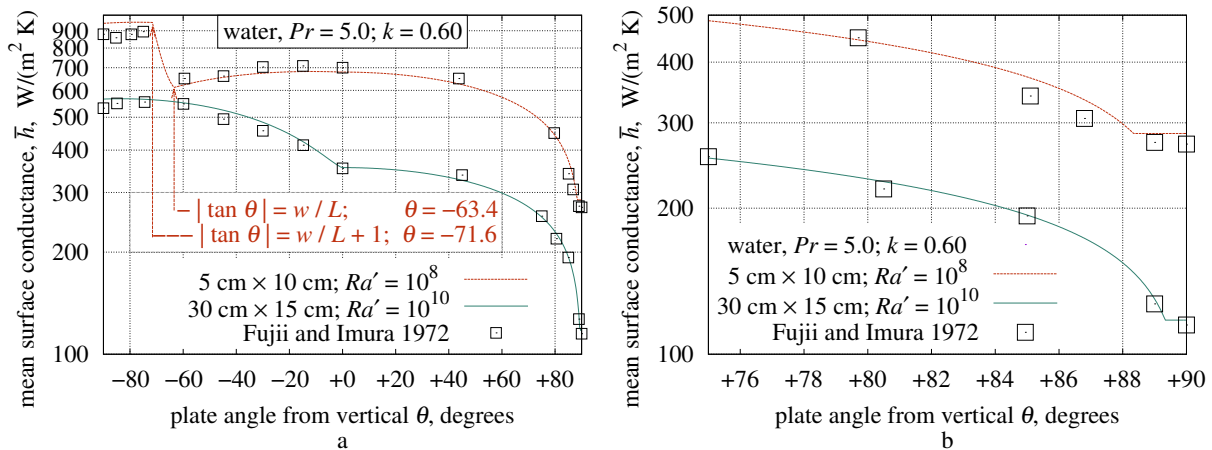 mean surface conductance, h̅, W/(m² K)
900
800
700
600
500
400
300
200
100
water, Pr = 5.0; k = 0.60
| tan θ | = w / L; θ = −63.4
| tan θ | = w / L + 1; θ = −71.6
5 cm × 10 cm; Ra′ = 10⁸
30 cm × 15 cm; Ra′ = 10¹⁰
Fujii and Imura 1972
−80 −60 −40 −20 +0 +20 +40 +60 +80
plate angle from vertical θ, degrees
a
mean surface conductance, h̅, W/(m² K)
500
400
300
200
100
water, Pr = 5.0; k = 0.60
5 cm × 10 cm; Ra′ = 10⁸
30 cm × 15 cm; Ra′ = 10¹⁰
Fujii and Imura 1972
+76 +78 +80 +82 +84 +86 +88 +90
plate angle from vertical θ, degrees
b